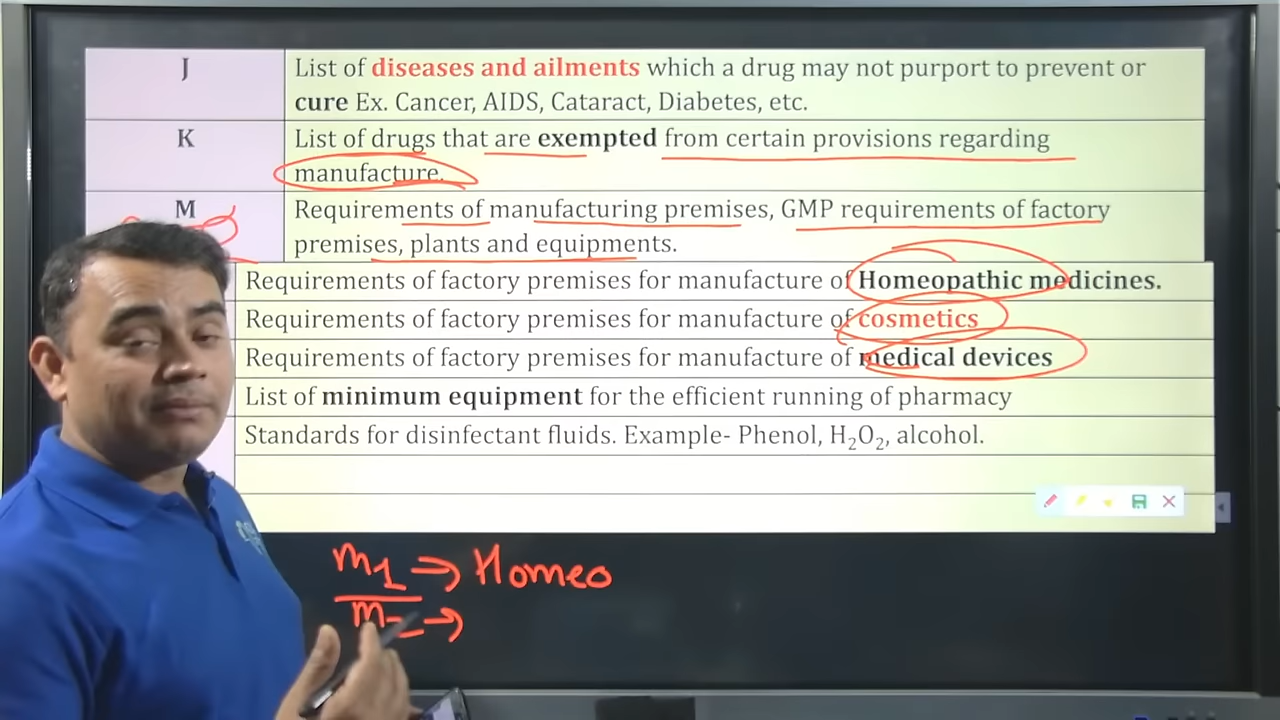 J
List of diseases and ailments which a drug may not purport to prevent or
cure Ex. Cancer, AIDS, Cataract, Diabetes, etc.
K
List of drugs that are exempted from certain provisions regarding
manufacture.
M
Requirements of manufacturing premises, GMP requirements of factory
premises, plants and equipments.
Requirements of factory premises for manufacture of Homeopathic medicines.
Requirements of factory premises for manufacture of cosmetics
Requirements of factory premises for manufacture of medical devices
List of minimum equipment for the efficient running of pharmacy
Standards for disinfectant fluids. Example- Phenol, H₂O₂, alcohol.
M1 → Homeo
M2 →